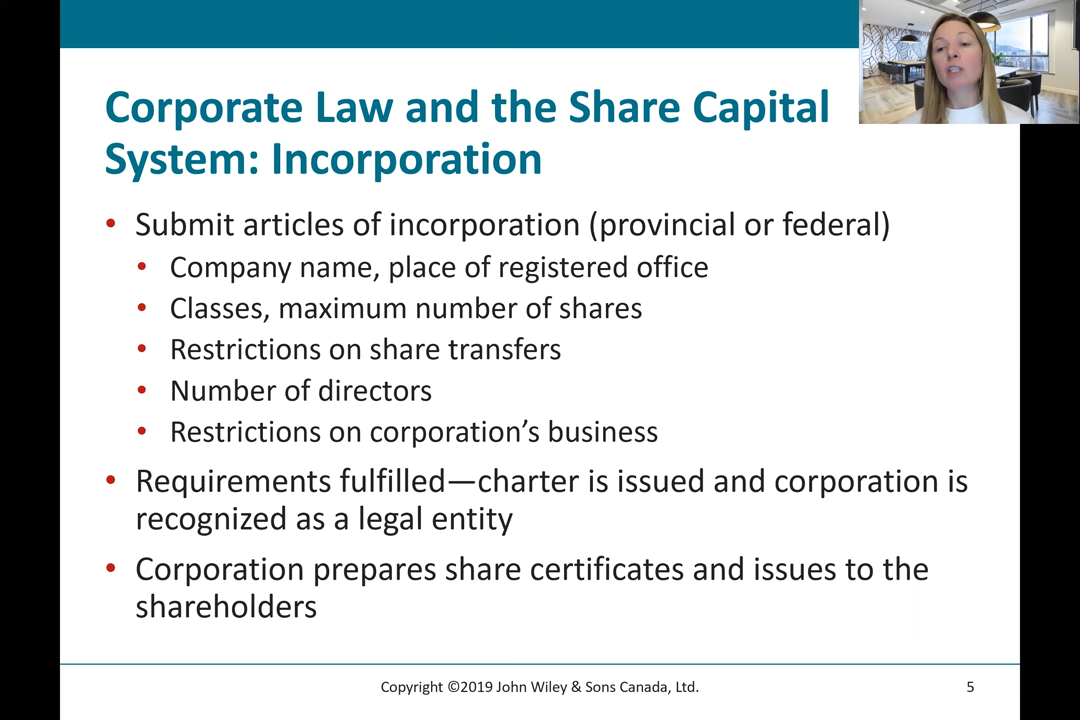 Corporate Law and the Share Capital
System: Incorporation
• Submit articles of incorporation (provincial or federal)
• Company name, place of registered office
• Classes, maximum number of shares
• Restrictions on share transfers
• Number of directors
• Restrictions on corporation’s business
• Requirements fulfilled—charter is issued and corporation is
recognized as a legal entity
• Corporation prepares share certificates and issues to the
shareholders
Copyright ©2019 John Wiley & Sons Canada, Ltd.
5